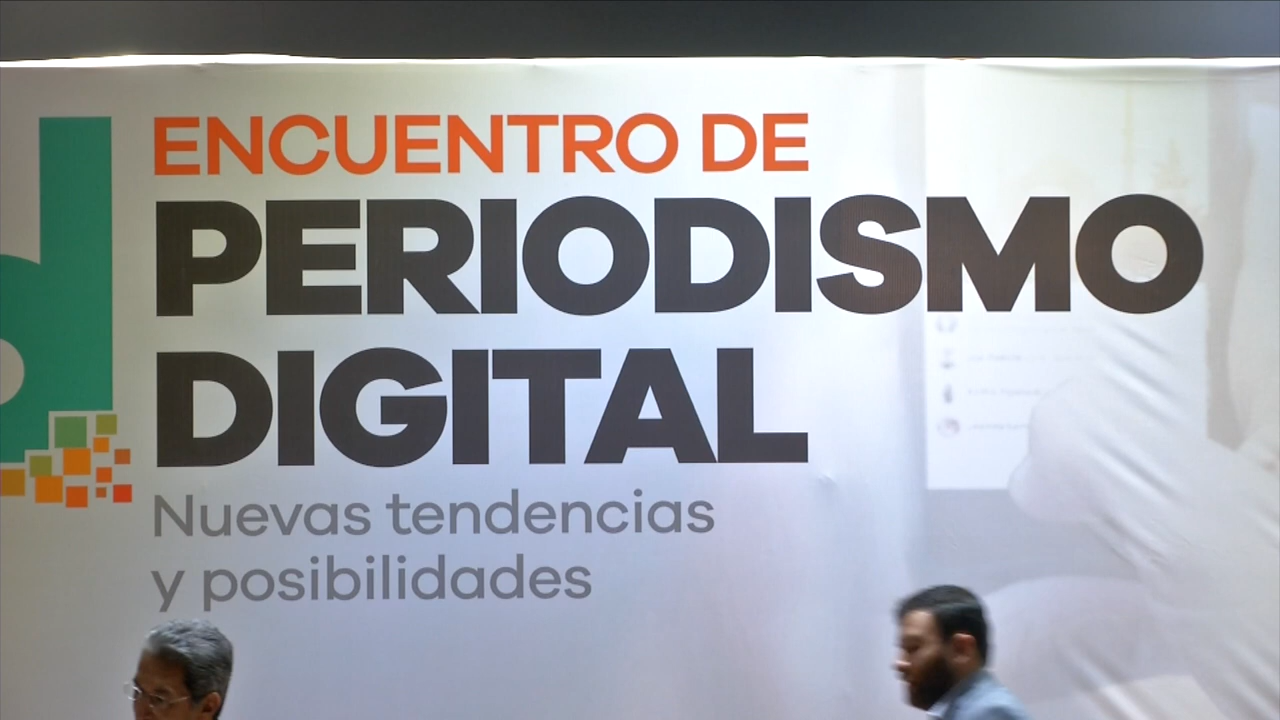 ENCUENTRO DE
PERIODISMO
DIGITAL
Nuevas tendencias
y posibilidades